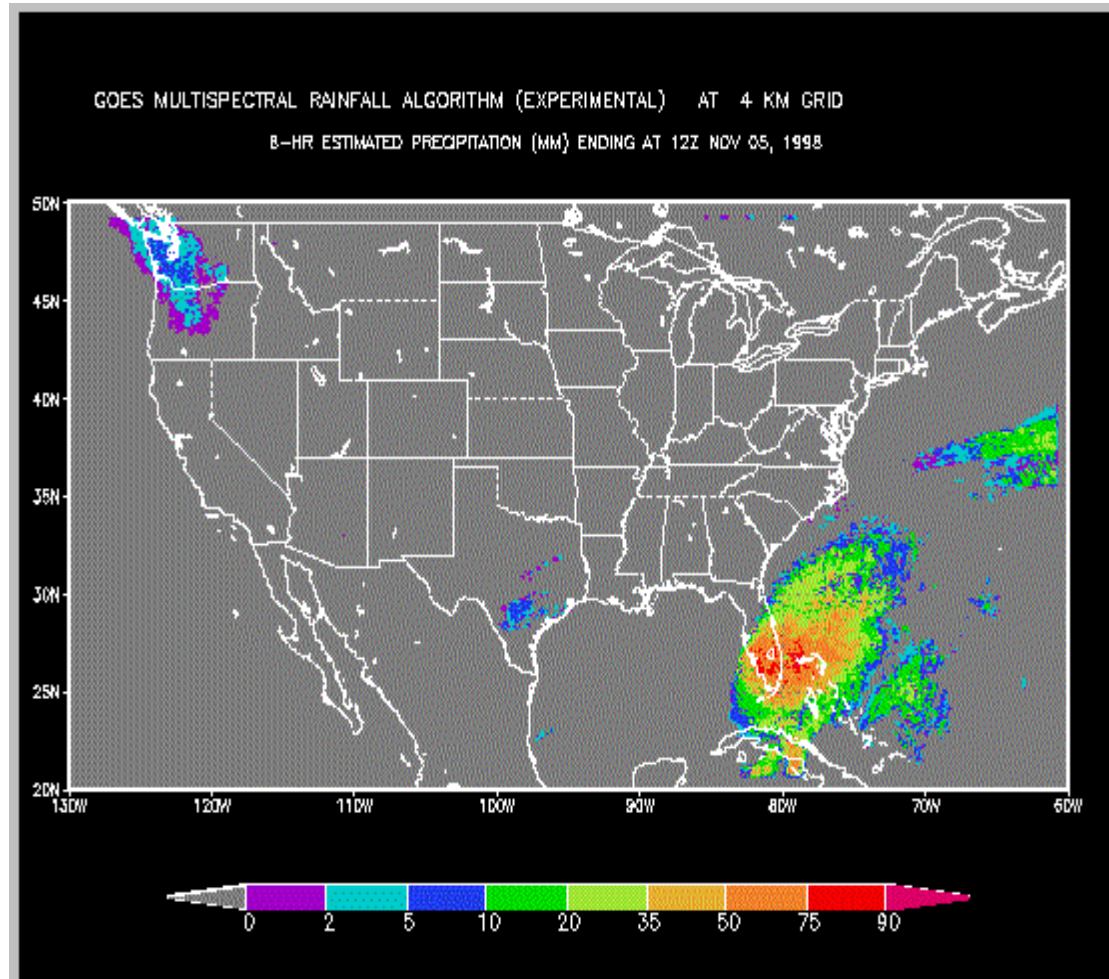 GOES MULTISPECTRAL RAINFALL ALGORITHM (EXPERIMENTAL) AT 4 KM GRID
8-HR ESTIMATED PRECIPITATION (MM) ENDING AT 12Z NOV 05, 1998
50N
45N
40N
35N
30N
25N
20N
130W 120W 110W 100W 90W 80W 70W 60W
0 2 5 10 20 35 50 75 90